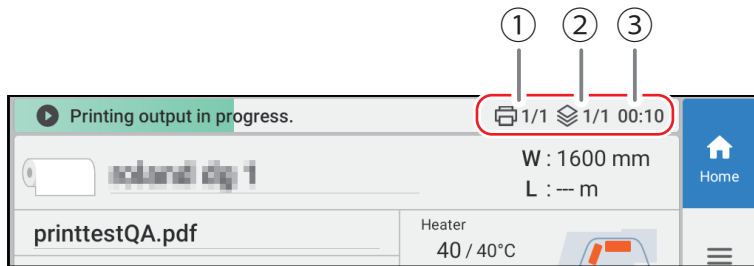 ① ② ③
Printing output in progress. 1/1 1/1 00:10
W : 1600 mm
L : --- m
Home
printtestQA.pdf
Heater
40 / 40°C